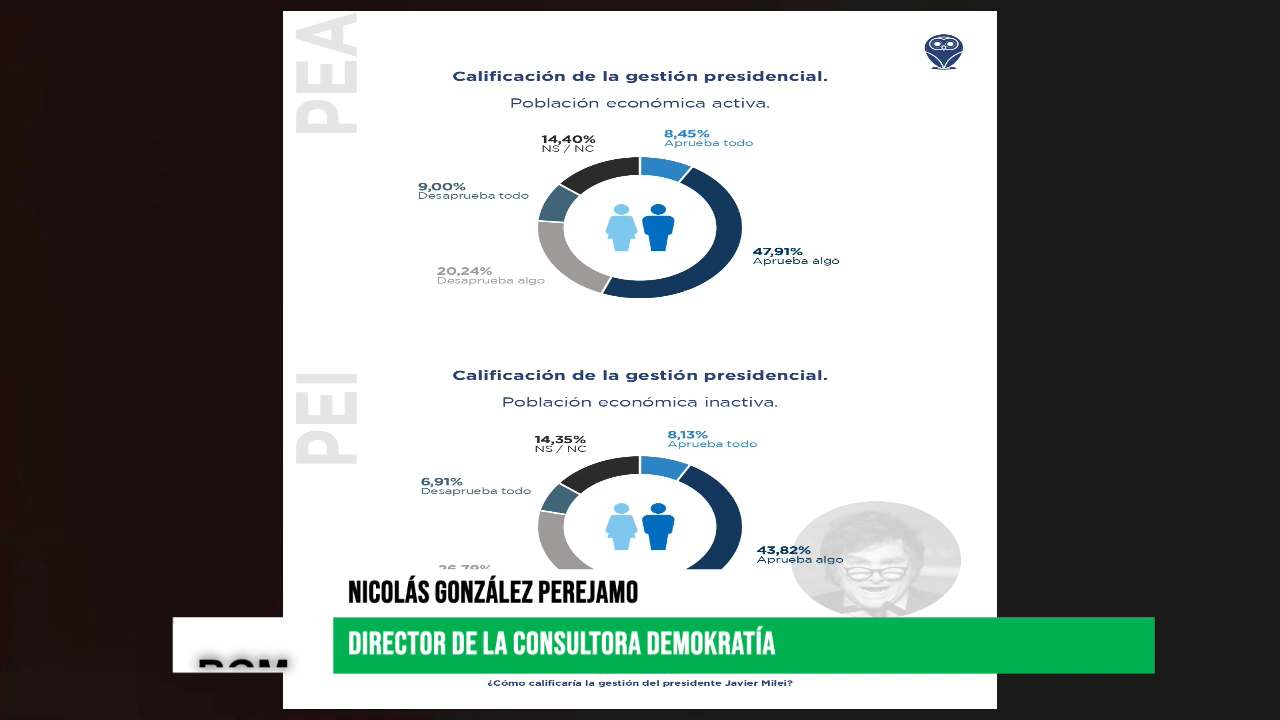 PEA
Calificación de la gestión presidencial.
Población económica activa.
14,40%
NS / NC
8,45%
Aprueba todo
9,00%
Desaprueba todo
47,91%
Aprueba algo
20,24%
Desaprueba algo
PEI
Calificación de la gestión presidencial.
Población económica inactiva.
14,35%
NS / NC
8,13%
Aprueba todo
6,91%
Desaprueba todo
43,82%
Aprueba algo
26,79%
NICOLÁS GONZÁLEZ PEREJAMO
DIRECTOR DE LA CONSULTORA DEMOKRATÍA
¿Cómo calificaría la gestión del presidente Javier Milei?